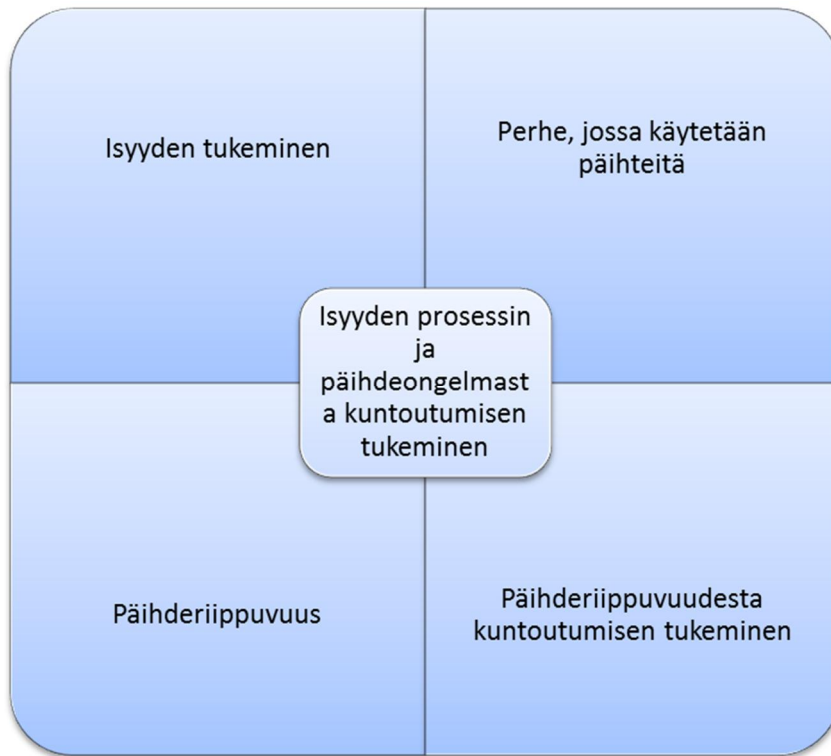 Isyyden tukeminen
Perhe, jossa käytetään
päihteitä
Isyyden prosessin
ja
päihdeongelmast
a kuntoutumisen
tukeminen
Päihderiippuvuus
Päihderiippuvuudesta
kuntoutumisen tukeminen